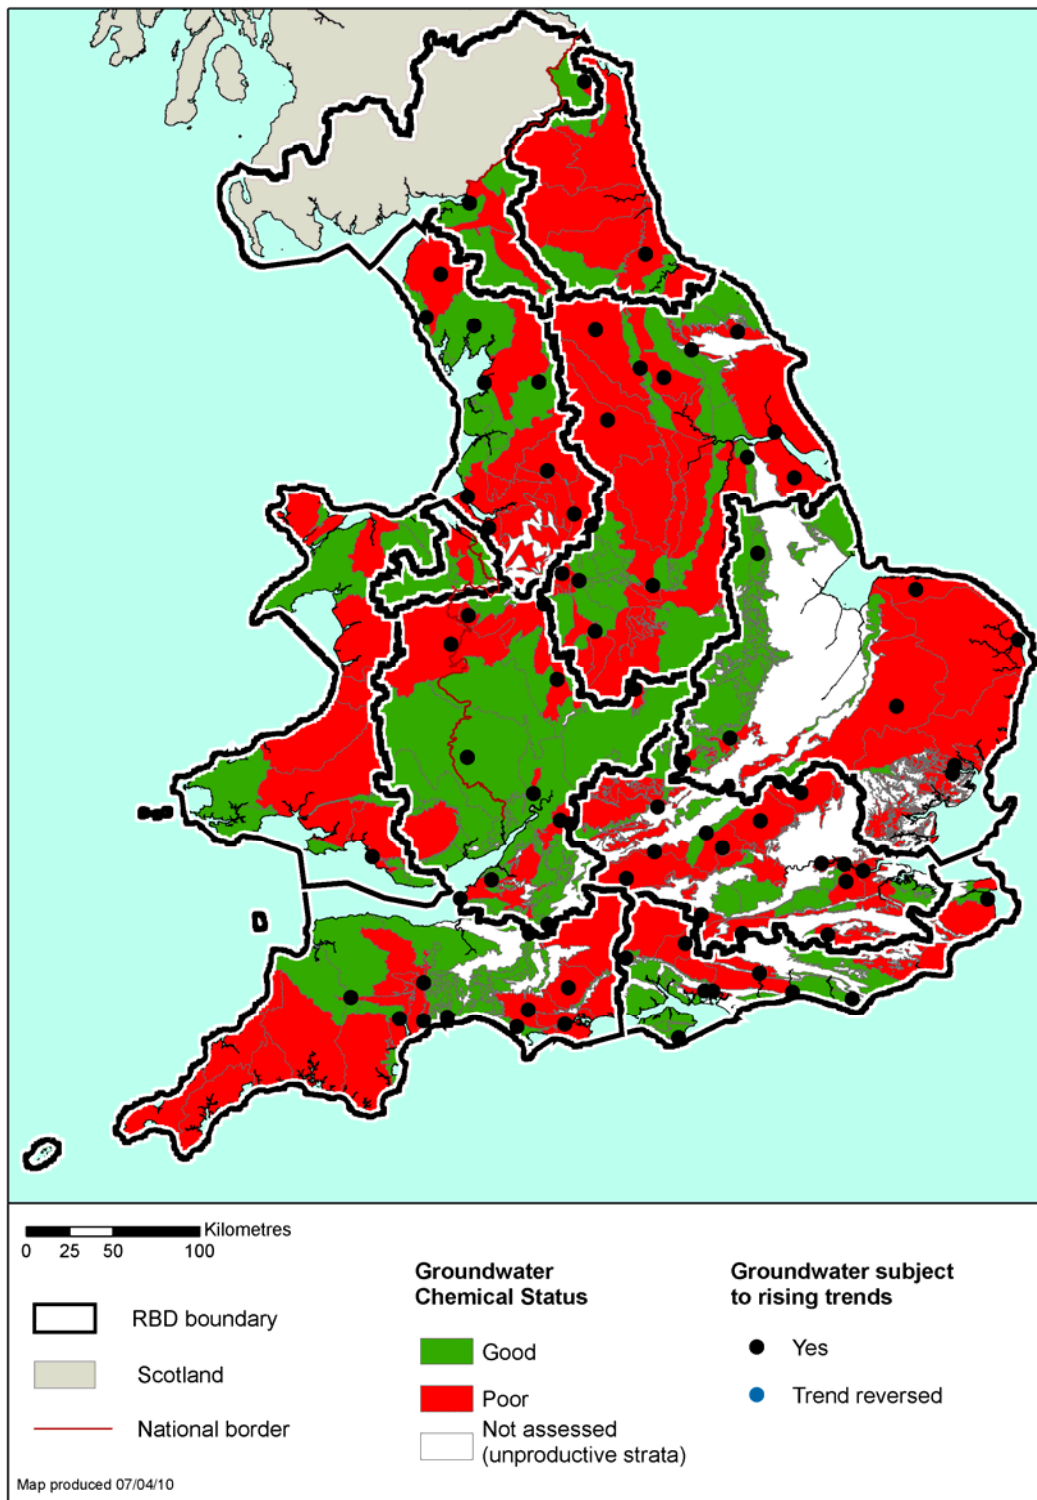 Kilometres
0 25 50 100
RBD boundary
Scotland
National border
Groundwater
Chemical Status
Good
Poor
Not assessed
(unproductive strata)
Groundwater subject
to rising trends
Yes
Trend reversed
Map produced 07/04/10